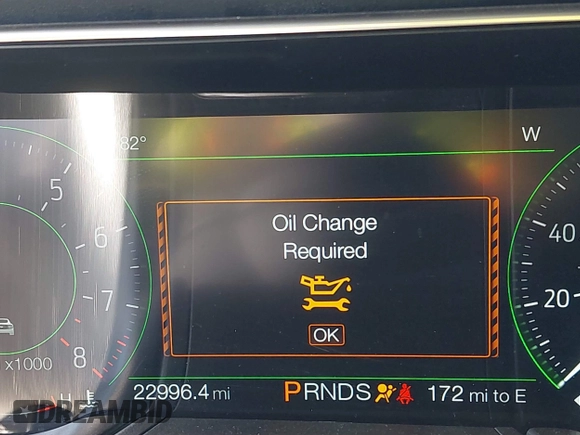 82° W
Oil Change
Required
OK
5
6
7
8
x1000
40
20
H
22996.4 mi PRNDS 172 mi to E
DREAMBID